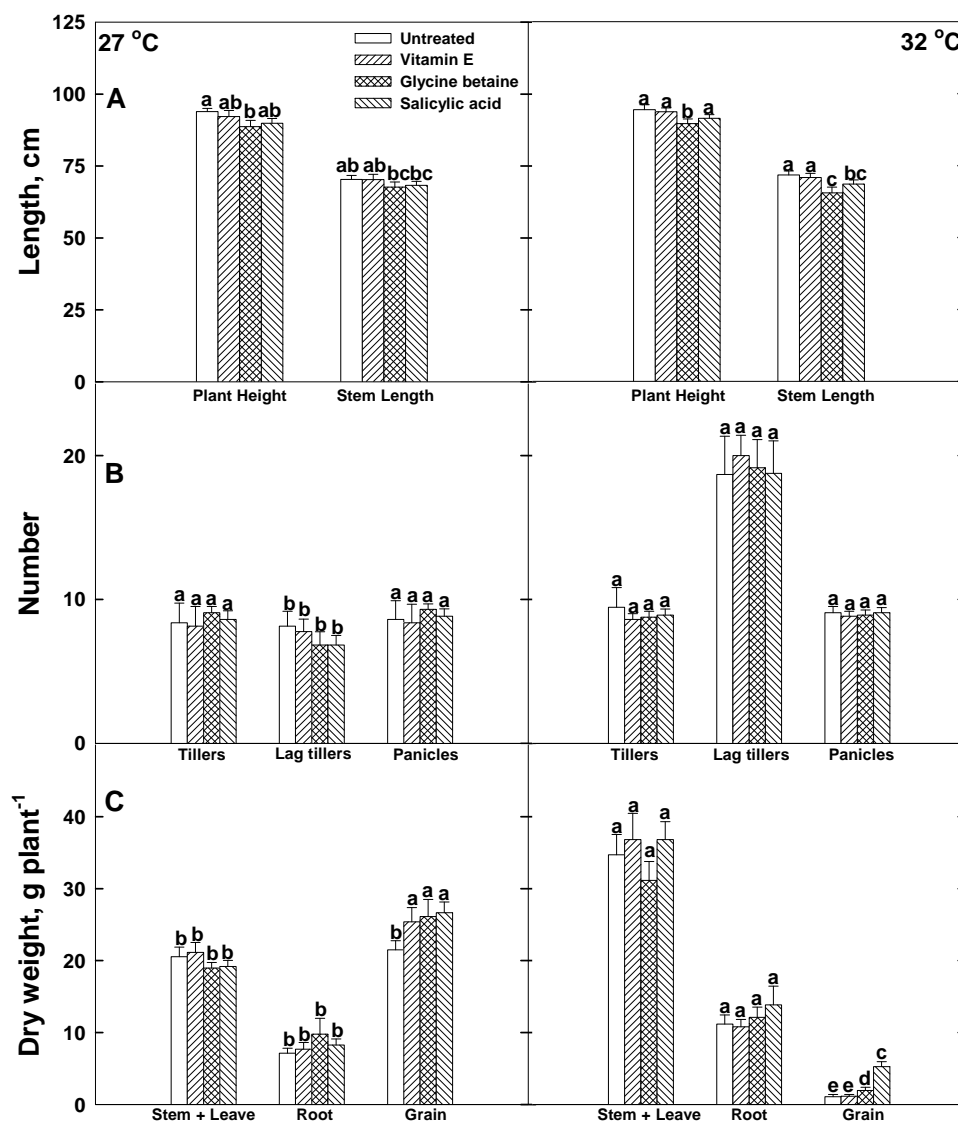 27 °C
32 °C
Untreated
Vitamin E
Glycine betaine
Salicylic acid
A
Length, cm
125
100
75
50
25
0
a ab b ab
ab ab bc bc
a a b a
a a c bc
Plant Height Stem Length
Plant Height Stem Length
B
Number
20
10
0
a a a a
b b b b
a a a a
a a a a
a a a a
a a a a
Tillers Lag tillers Panicles
Tillers Lag tillers Panicles
C
Dry weight, g plant⁻¹
40
30
20
10
0
b b b b
b b b b
b a a a
a a a a
a a a a
e e d c
Stem + Leave Root Grain
Stem + Leave Root Grain